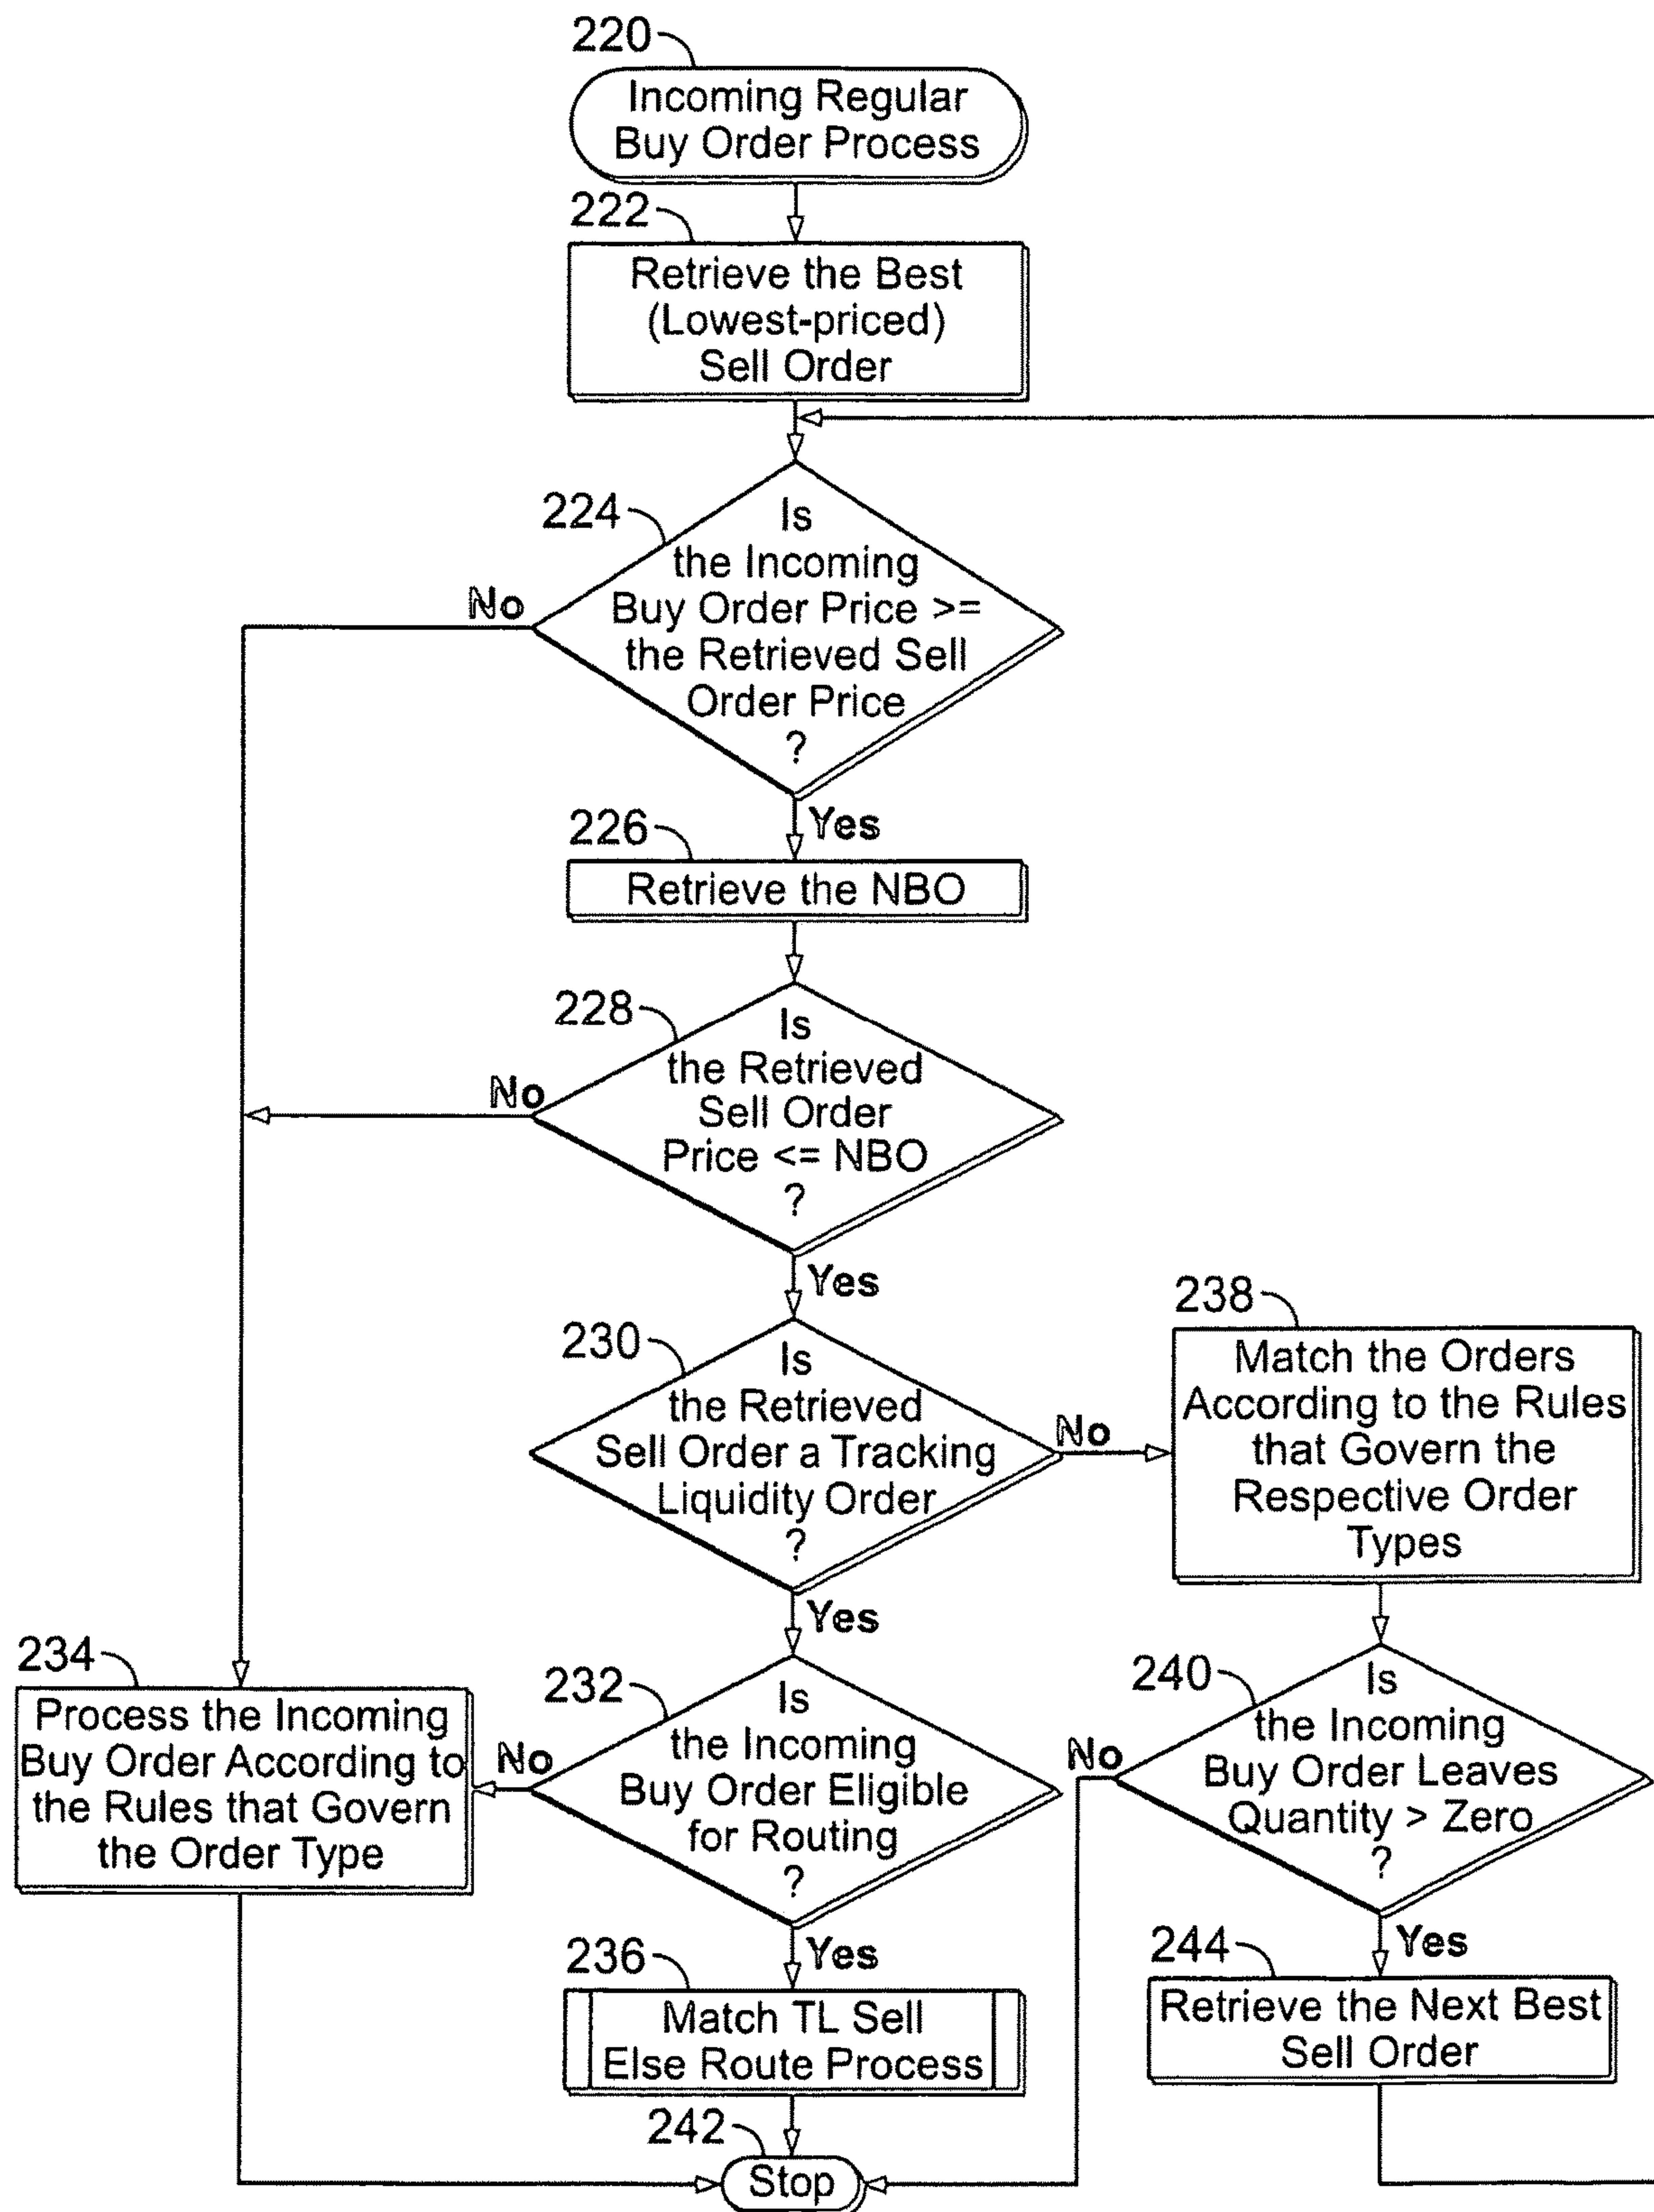 220
Incoming Regular
Buy Order Process
222
Retrieve the Best
(Lowest-priced)
Sell Order
224
Is
the Incoming
Buy Order Price >=
the Retrieved Sell
Order Price
?
No
Yes
226
Retrieve the NBO
228
Is
the Retrieved
Sell Order
Price <= NBO
?
No
Yes
230
Is
the Retrieved
Sell Order a Tracking
Liquidity Order
?
No
Yes
238
Match the Orders
According to the Rules
that Govern the
Respective Order
Types
234
Process the Incoming
Buy Order According to
the Rules that Govern
the Order Type
232
Is
the Incoming
Buy Order Eligible
for Routing
?
No
Yes
240
Is
the Incoming
Buy Order Leaves
Quantity > Zero
?
No
Yes
236
Match TL Sell
Else Route Process
244
Retrieve the Next Best
Sell Order
242
Stop